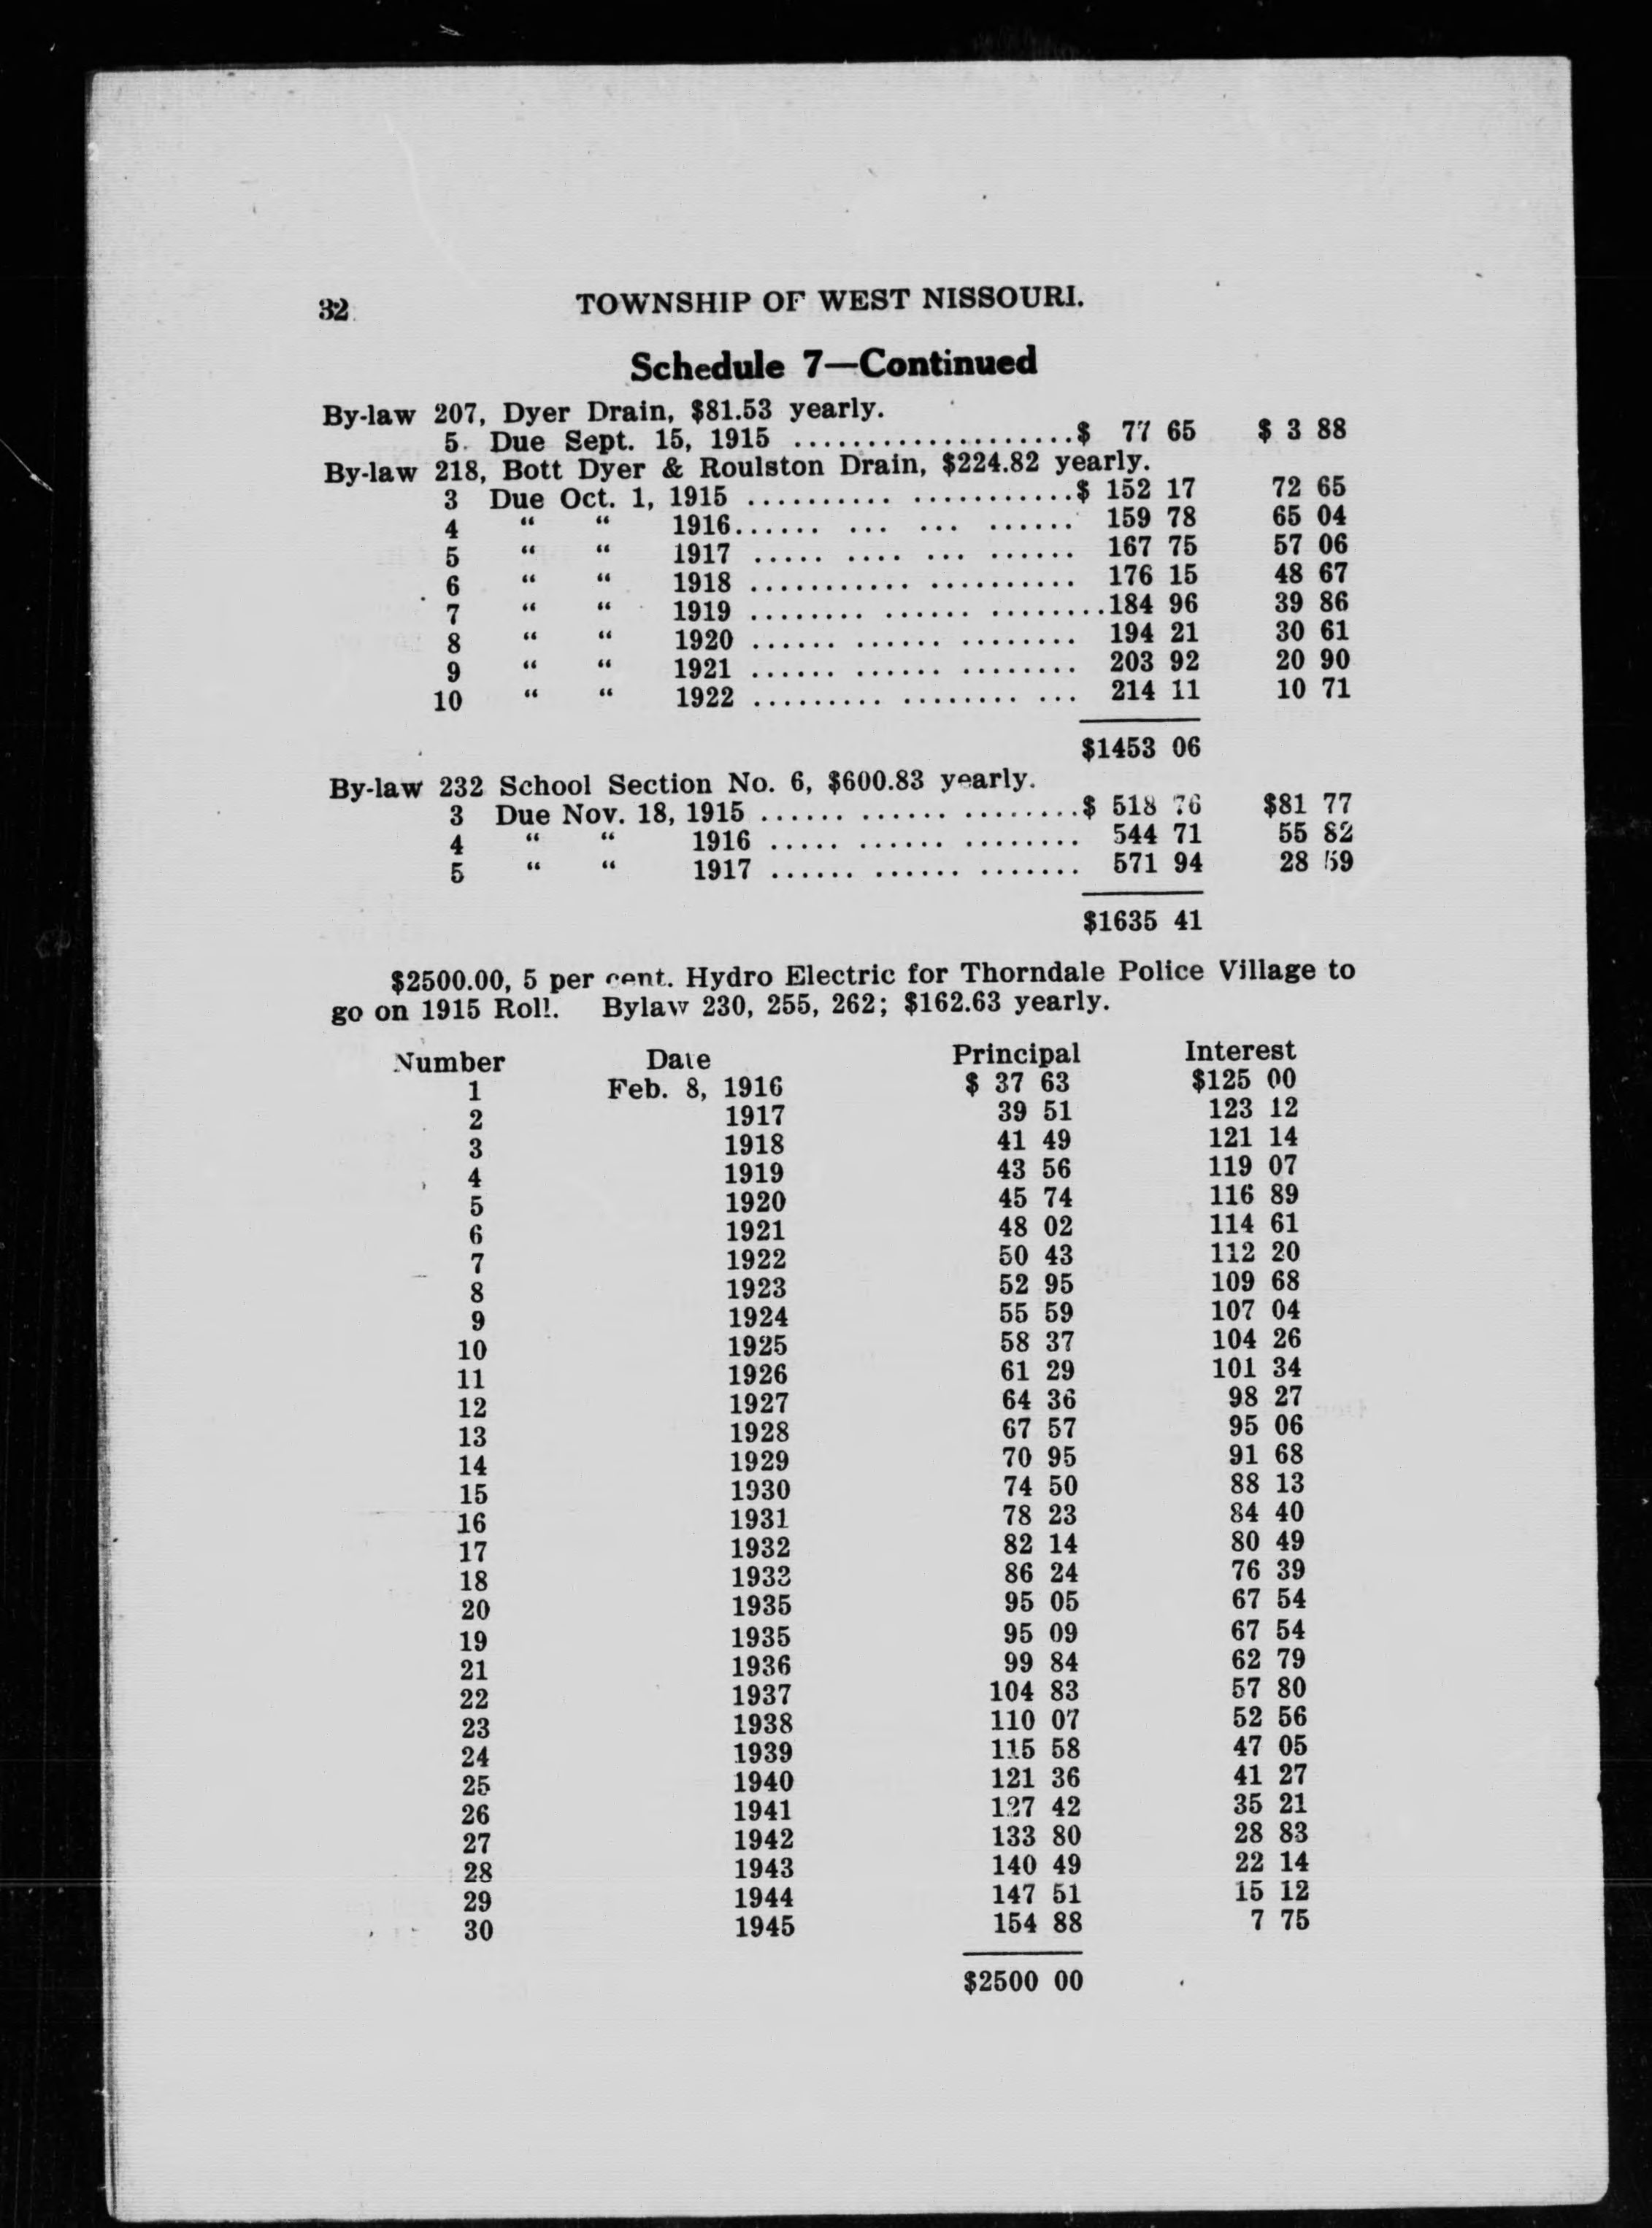 32 TOWNSHIP OF WEST NISSOURI.
Schedule 7—Continued
By-law 207, Dyer Drain, $81.53 yearly.
5. Due Sept. 15, 1915 ...................$ 77 65 $ 3 88
By-law 218, Bott Dyer & Roulston Drain, $224.82 yearly.
3 Due Oct. 1, 1915 .......... ...........$ 152 17 72 65
4 “ “ 1916...... ... ... ...... 159 78 65 04
5 “ “ 1917 ..... .... ... ...... 167 75 57 06
6 “ “ 1918 ........... .......... 176 15 48 67
7 “ “ 1919 ........ ...... ........184 96 39 86
8 “ “ 1920 ...... ...... ........ 194 21 30 61
9 “ “ 1921 ...... ...... ........ 203 92 20 90
10 “ “ 1922 ......... ........ ... 214 11 10 71
$1453 06
By-law 232 School Section No. 6, $600.83 yearly.
3 Due Nov. 18, 1915 ...... ...... ........$ 518 76 $81 77
4 “ “ 1916 ..... ...... ........ 544 71 55 82
5 “ “ 1917 ...... ...... ....... 571 94 28 59
$1635 41
$2500.00, 5 per cent. Hydro Electric for Thorndale Police Village to
go on 1915 Roll. Bylaw 230, 255, 262; $162.63 yearly.
Number Date Principal Interest
1 Feb. 8, 1916 $ 37 63 $125 00
2 1917 39 51 123 12
3 1918 41 49 121 14
4 1919 43 56 119 07
5 1920 45 74 116 89
6 1921 48 02 114 61
7 1922 50 43 112 20
8 1923 52 95 109 68
9 1924 55 59 107 04
10 1925 58 37 104 26
11 1926 61 29 101 34
12 1927 64 36 98 27
13 1928 67 57 95 06
14 1929 70 95 91 68
15 1930 74 50 88 13
16 1931 78 23 84 40
17 1932 82 14 80 49
18 1933 86 24 76 39
20 1935 95 05 67 54
19 1935 95 09 67 54
21 1936 99 84 62 79
22 1937 104 83 57 80
23 1938 110 07 52 56
24 1939 115 58 47 05
25 1940 121 36 41 27
26 1941 127 42 35 21
27 1942 133 80 28 83
28 1943 140 49 22 14
29 1944 147 51 15 12
30 1945 154 88 7 75
$2500 00